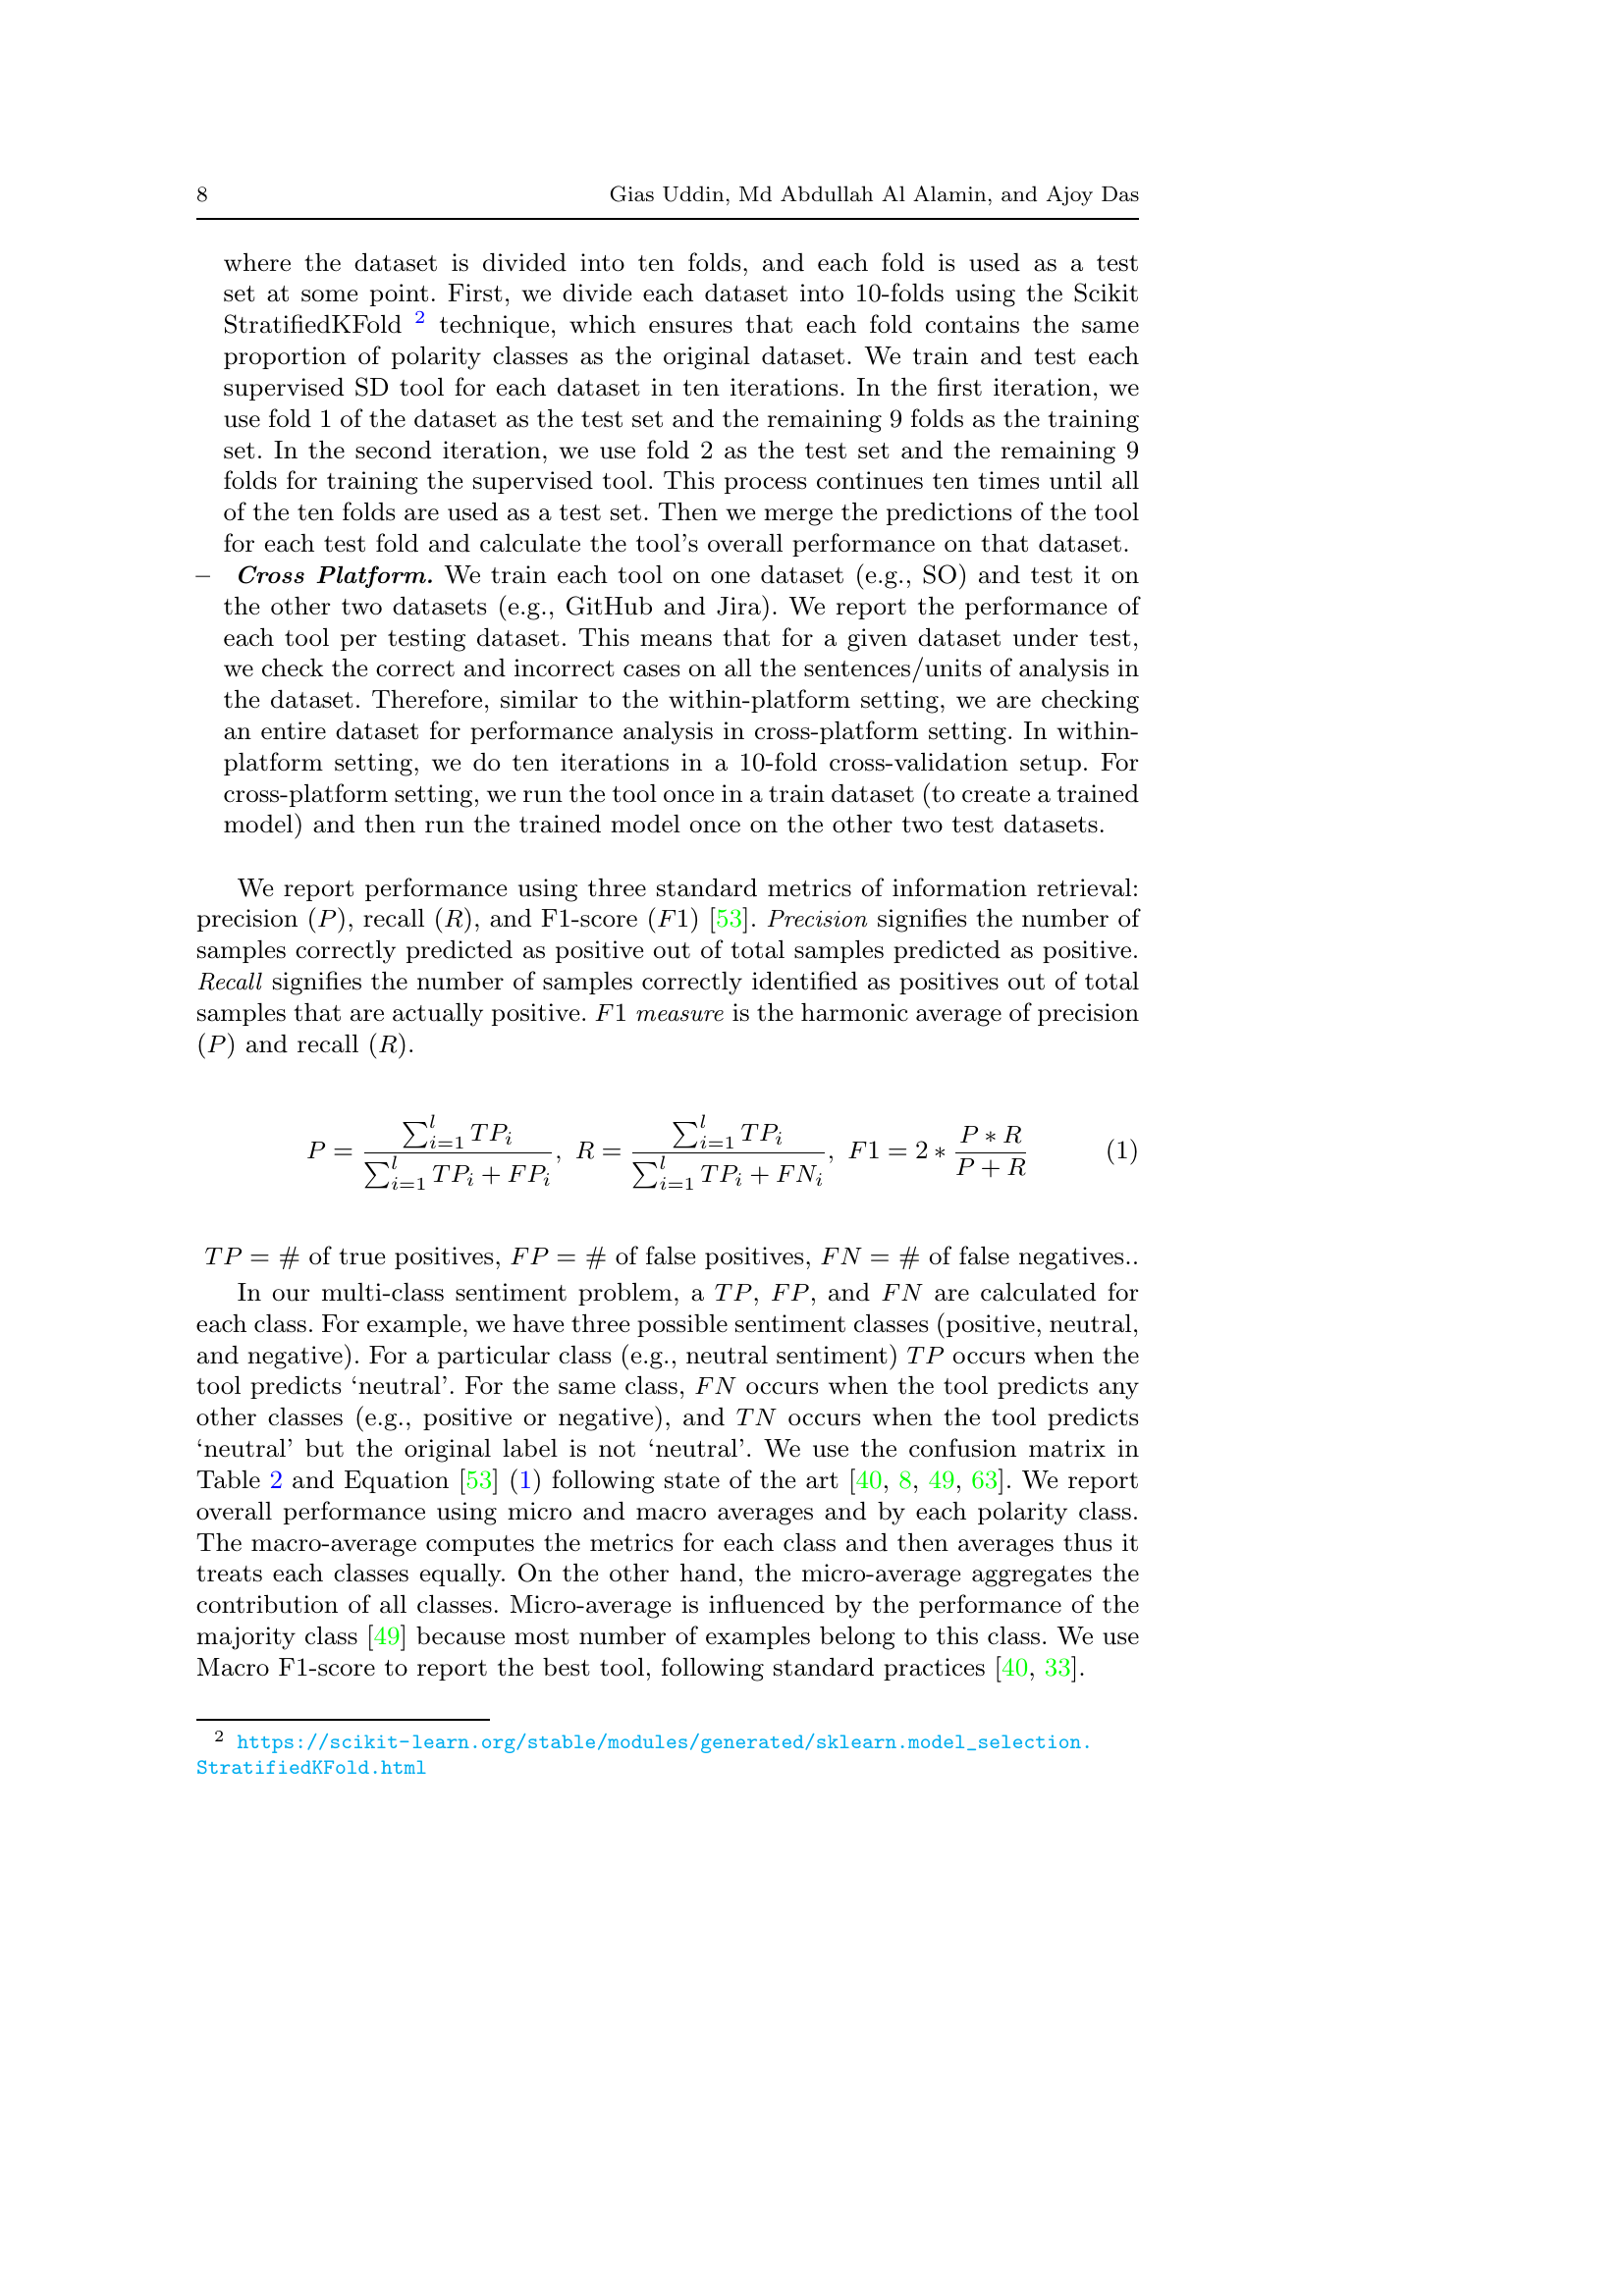 8 Gias Uddin, Md Abdullah Al Alamin, and Ajoy Das
where the dataset is divided into ten folds, and each fold is used as a test
set at some point. First, we divide each dataset into 10-folds using the Scikit
StratifiedKFold 2 technique, which ensures that each fold contains the same
proportion of polarity classes as the original dataset. We train and test each
supervised SD tool for each dataset in ten iterations. In the first iteration, we
use fold 1 of the dataset as the test set and the remaining 9 folds as the training
set. In the second iteration, we use fold 2 as the test set and the remaining 9
folds for training the supervised tool. This process continues ten times until all
of the ten folds are used as a test set. Then we merge the predictions of the tool
for each test fold and calculate the tool's overall performance on that dataset.
– Cross Platform. We train each tool on one dataset (e.g., SO) and test it on
the other two datasets (e.g., GitHub and Jira). We report the performance of
each tool per testing dataset. This means that for a given dataset under test,
we check the correct and incorrect cases on all the sentences/units of analysis in
the dataset. Therefore, similar to the within-platform setting, we are checking
an entire dataset for performance analysis in cross-platform setting. In within-
platform setting, we do ten iterations in a 10-fold cross-validation setup. For
cross-platform setting, we run the tool once in a train dataset (to create a trained
model) and then run the trained model once on the other two test datasets.
We report performance using three standard metrics of information retrieval:
precision (P), recall (R), and F1-score (F1) [53]. Precision signifies the number of
samples correctly predicted as positive out of total samples predicted as positive.
Recall signifies the number of samples correctly identified as positives out of total
samples that are actually positive. F1 measure is the harmonic average of precision
(P) and recall (R).
P = \frac{\sum_{i=1}^{l} TP_i}{\sum_{i=1}^{l} TP_i + FP_i}, R = \frac{\sum_{i=1}^{l} TP_i}{\sum_{i=1}^{l} TP_i + FN_i}, F1 = 2 * \frac{P * R}{P + R} (1)
TP = # of true positives, FP = # of false positives, FN = # of false negatives..
In our multi-class sentiment problem, a TP, FP, and FN are calculated for
each class. For example, we have three possible sentiment classes (positive, neutral,
and negative). For a particular class (e.g., neutral sentiment) TP occurs when the
tool predicts ‘neutral’. For the same class, FN occurs when the tool predicts any
other classes (e.g., positive or negative), and TN occurs when the tool predicts
‘neutral’ but the original label is not ‘neutral’. We use the confusion matrix in
Table 2 and Equation [53] (1) following state of the art [40, 8, 49, 63]. We report
overall performance using micro and macro averages and by each polarity class.
The macro-average computes the metrics for each class and then averages thus it
treats each classes equally. On the other hand, the micro-average aggregates the
contribution of all classes. Micro-average is influenced by the performance of the
majority class [49] because most number of examples belong to this class. We use
Macro F1-score to report the best tool, following standard practices [40, 33].
2 https://scikit-learn.org/stable/modules/generated/sklearn.model_selection.
StratifiedKFold.html